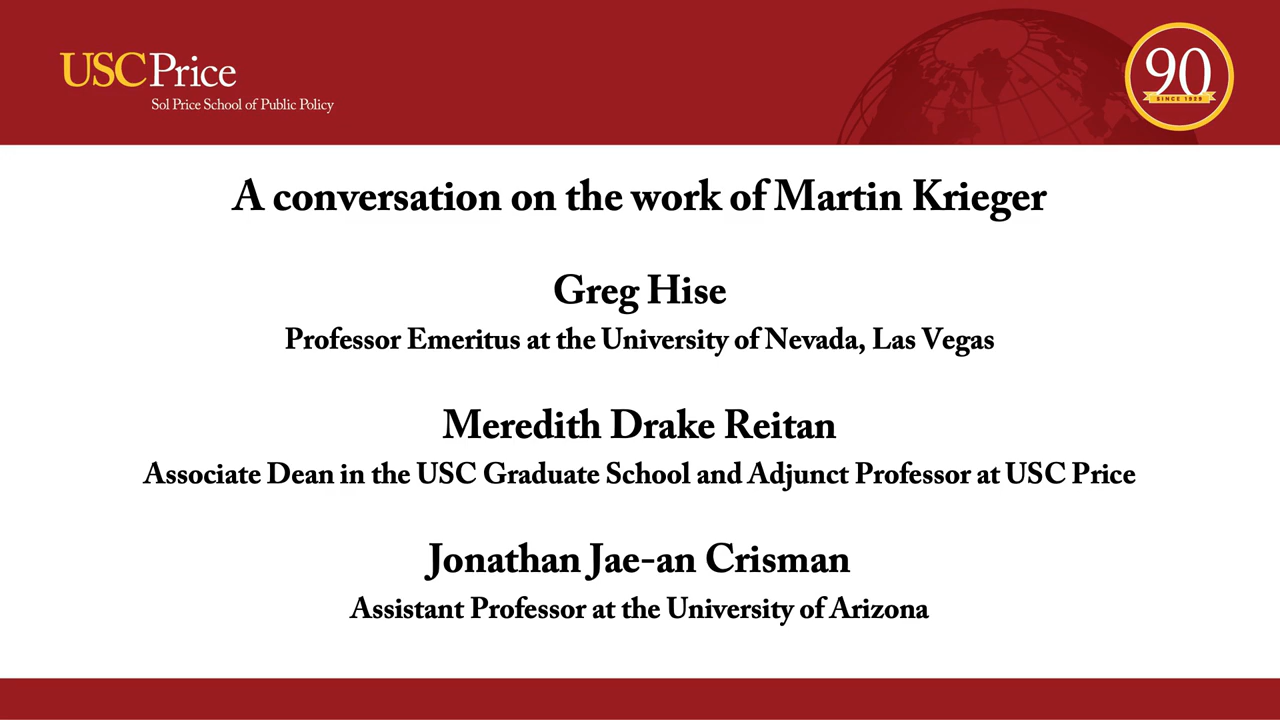 USC Price
Sol Price School of Public Policy
90
SINCE 1929
A conversation on the work of Martin Krieger
Greg Hise
Professor Emeritus at the University of Nevada, Las Vegas
Meredith Drake Reitan
Associate Dean in the USC Graduate School and Adjunct Professor at USC Price
Jonathan Jae-an Crisman
Assistant Professor at the University of Arizona